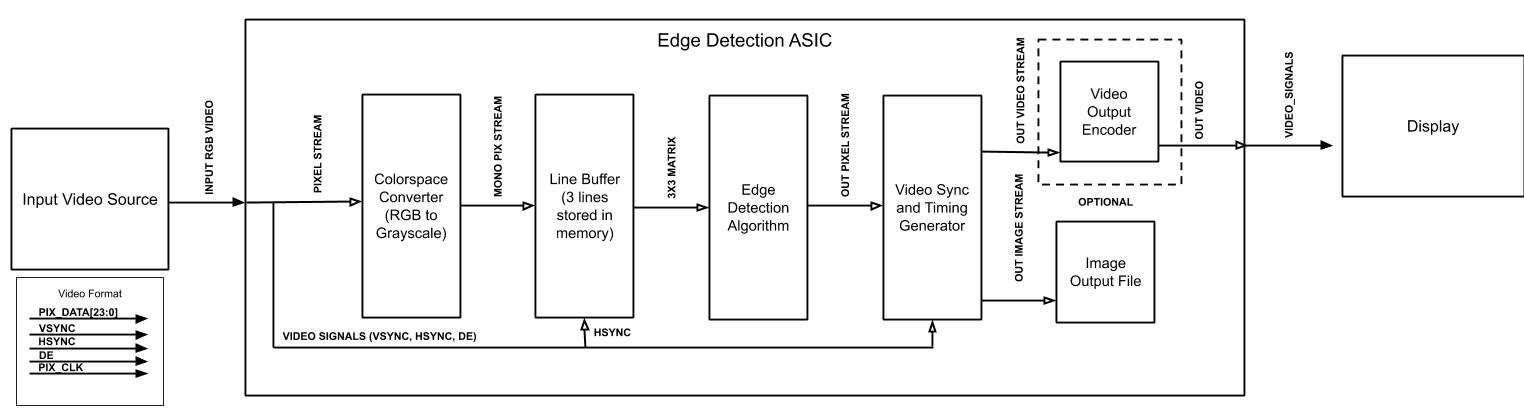 Edge Detection ASIC
Input Video Source
INPUT RGB VIDEO
PIXEL STREAM
Colorspace
Converter
(RGB to
Grayscale)
MONO PIX STREAM
Line Buffer
(3 lines
stored in
memory)
3X3 MATRIX
Edge
Detection
Algorithm
OUT PIXEL STREAM
Video Sync
and Timing
Generator
OUT VIDEO STREAM
Video
Output
Encoder
OPTIONAL
OUT VIDEO
VIDEO_SIGNALS
Display
OUT IMAGE STREAM
Image
Output File
VIDEO SIGNALS (VSYNC, HSYNC, DE)
HSYNC
Video Format
PIX_DATA[23:0]
VSYNC
HSYNC
DE
PIX_CLK